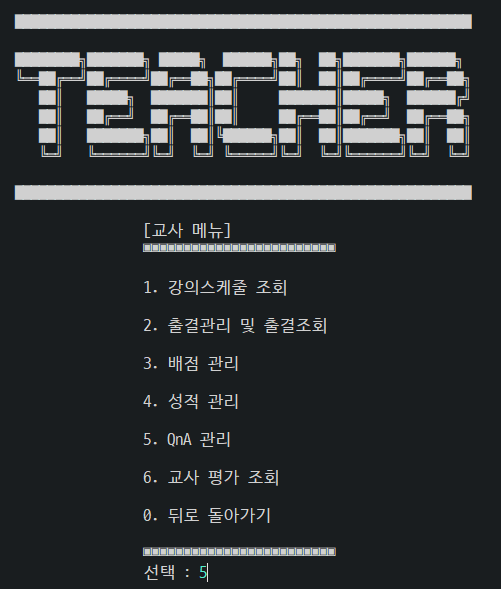 TEACHER
[교사 메뉴]
1. 강의스케줄 조회
2. 출결관리 및 출결조회
3. 배점 관리
4. 성적 관리
5. QnA 관리
6. 교사 평가 조회
0. 뒤로 돌아가기
선택 : 5